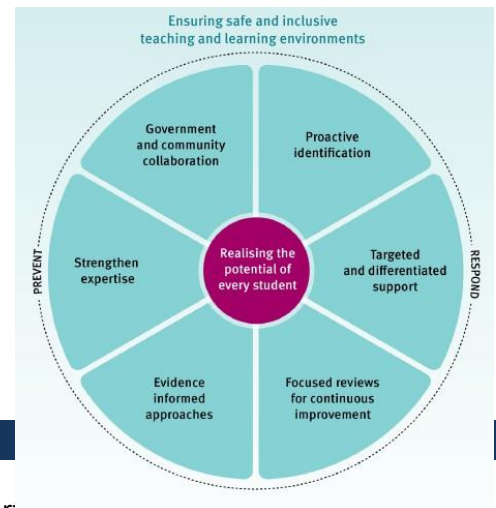 Ensuring safe and inclusive
teaching and learning environments
Government
and community
collaboration
Proactive
identification
PREVENT
Strengthen
expertise
Realising the
potential of
every student
Targeted
and differentiated
support
RESPOND
Evidence
informed
approaches
Focused reviews
for continuous
improvement